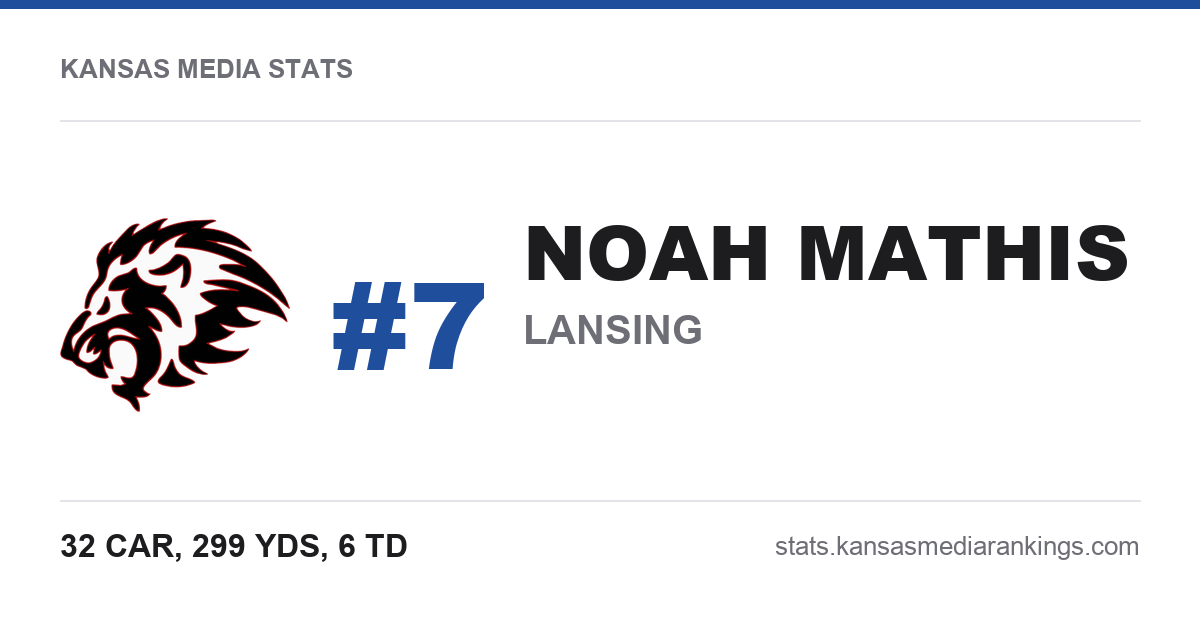 KANSAS MEDIA STATS
#7
NOAH MATHIS
LANSING
32 CAR, 299 YDS, 6 TD
stats.kansasmediarankings.com